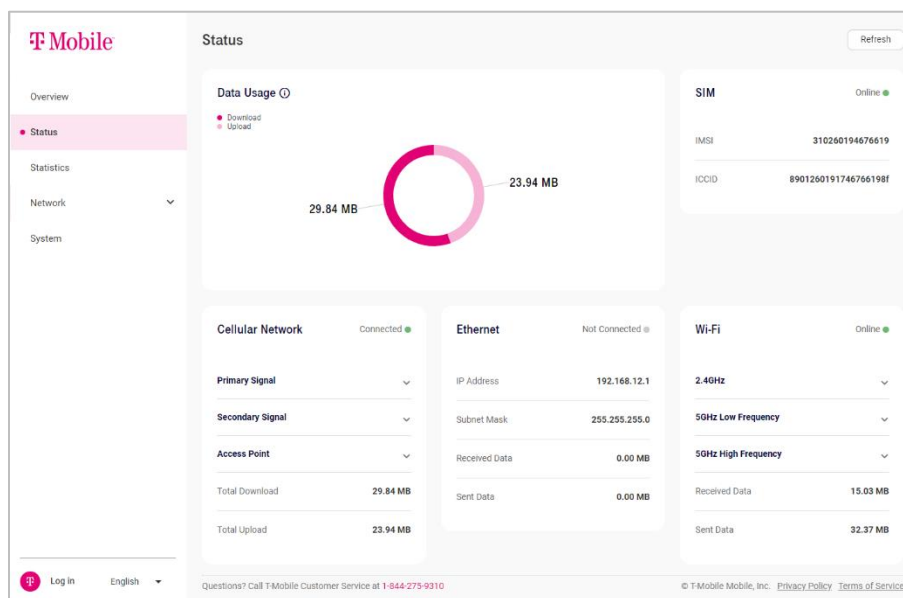 T Mobile
Overview
Status
Statistics
Network
System
Log in English
Status
Refresh
Data Usage
Download
Upload
29.84 MB
23.94 MB
SIM Online
IMSI 310260194676619
ICCID 8901260191746766198f
Cellular Network Connected
Primary Signal
Secondary Signal
Access Point
Total Download 29.84 MB
Total Upload 23.94 MB
Ethernet Not Connected
IP Address 192.168.12.1
Subnet Mask 255.255.255.0
Received Data 0.00 MB
Sent Data 0.00 MB
Wi-Fi Online
2.4GHz
5GHz Low Frequency
5GHz High Frequency
Received Data 15.03 MB
Sent Data 32.37 MB
Questions? Call T-Mobile Customer Service at 1-844-275-9310
© T-Mobile Mobile, Inc. Privacy Policy Terms of Service